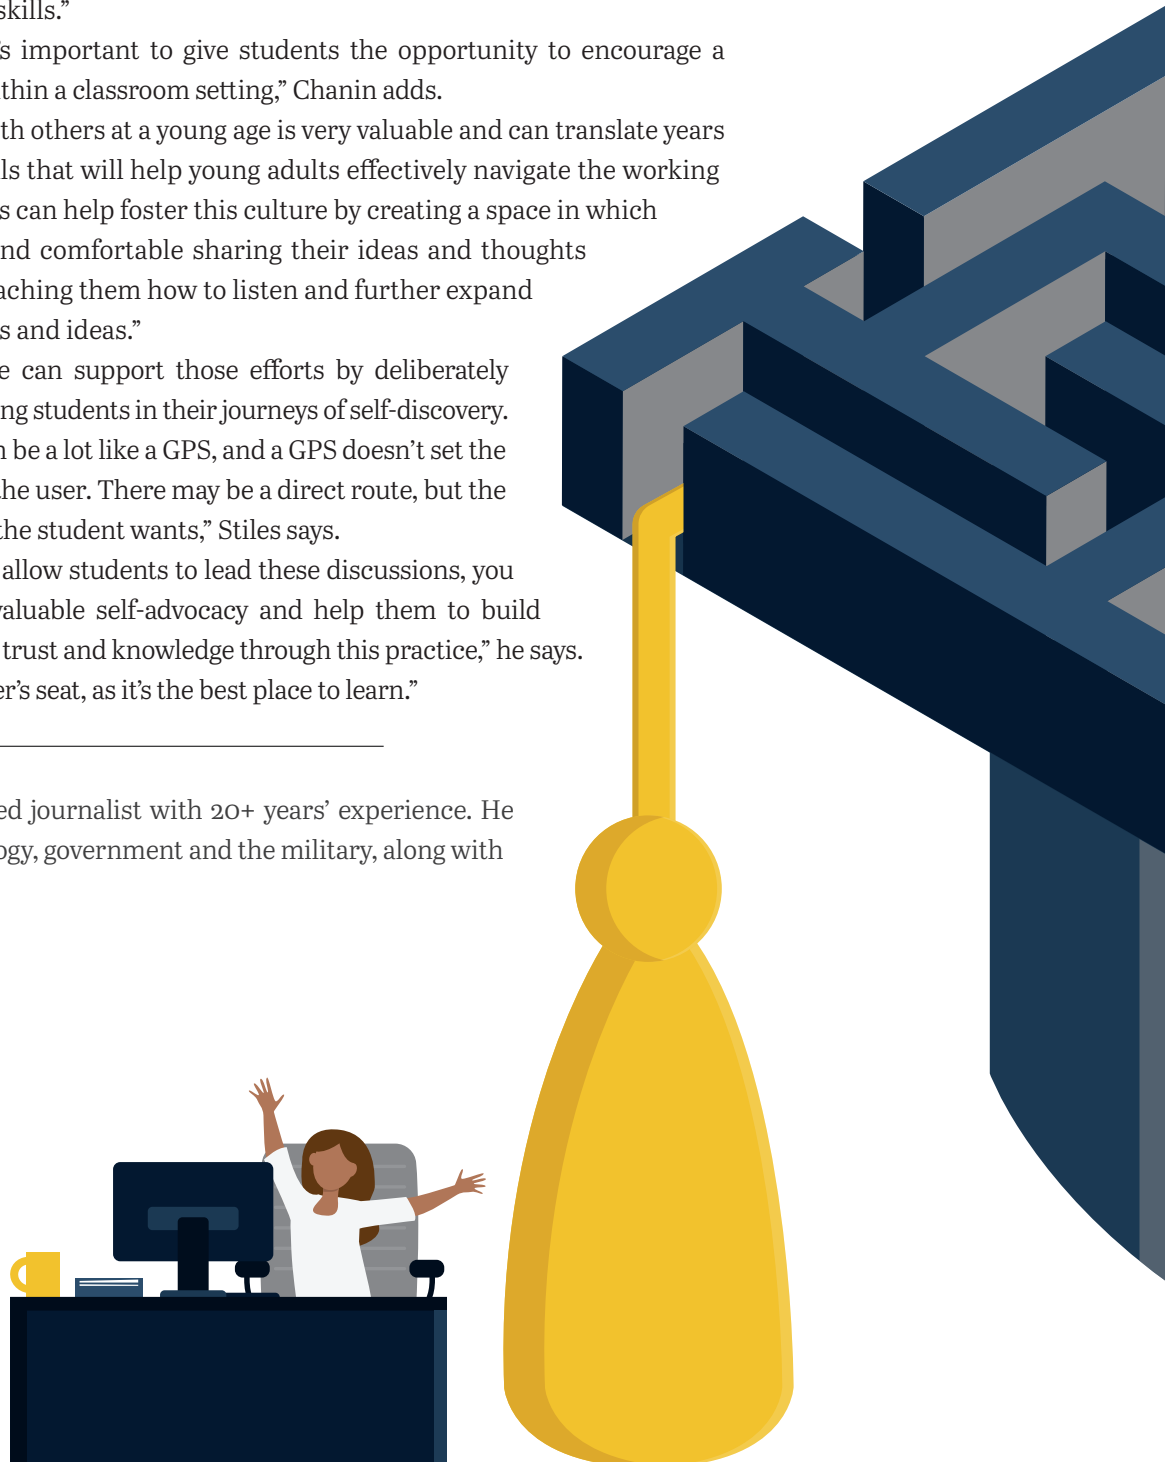 skills.”
’s important to give students the opportunity to encourage a
thin a classroom setting,” Chanin adds.
th others at a young age is very valuable and can translate years
ls that will help young adults effectively navigate the working
s can help foster this culture by creating a space in which
nd comfortable sharing their ideas and thoughts
aching them how to listen and further expand
s and ideas.”
e can support those efforts by deliberately
ng students in their journeys of self-discovery.
n be a lot like a GPS, and a GPS doesn’t set the
he user. There may be a direct route, but the
the student wants,” Stiles says.
allow students to lead these discussions, you
valuable self-advocacy and help them to build
trust and knowledge through this practice,” he says.
er’s seat, as it’s the best place to learn.”
ed journalist with 20+ years’ experience. He
ogy, government and the military, along with